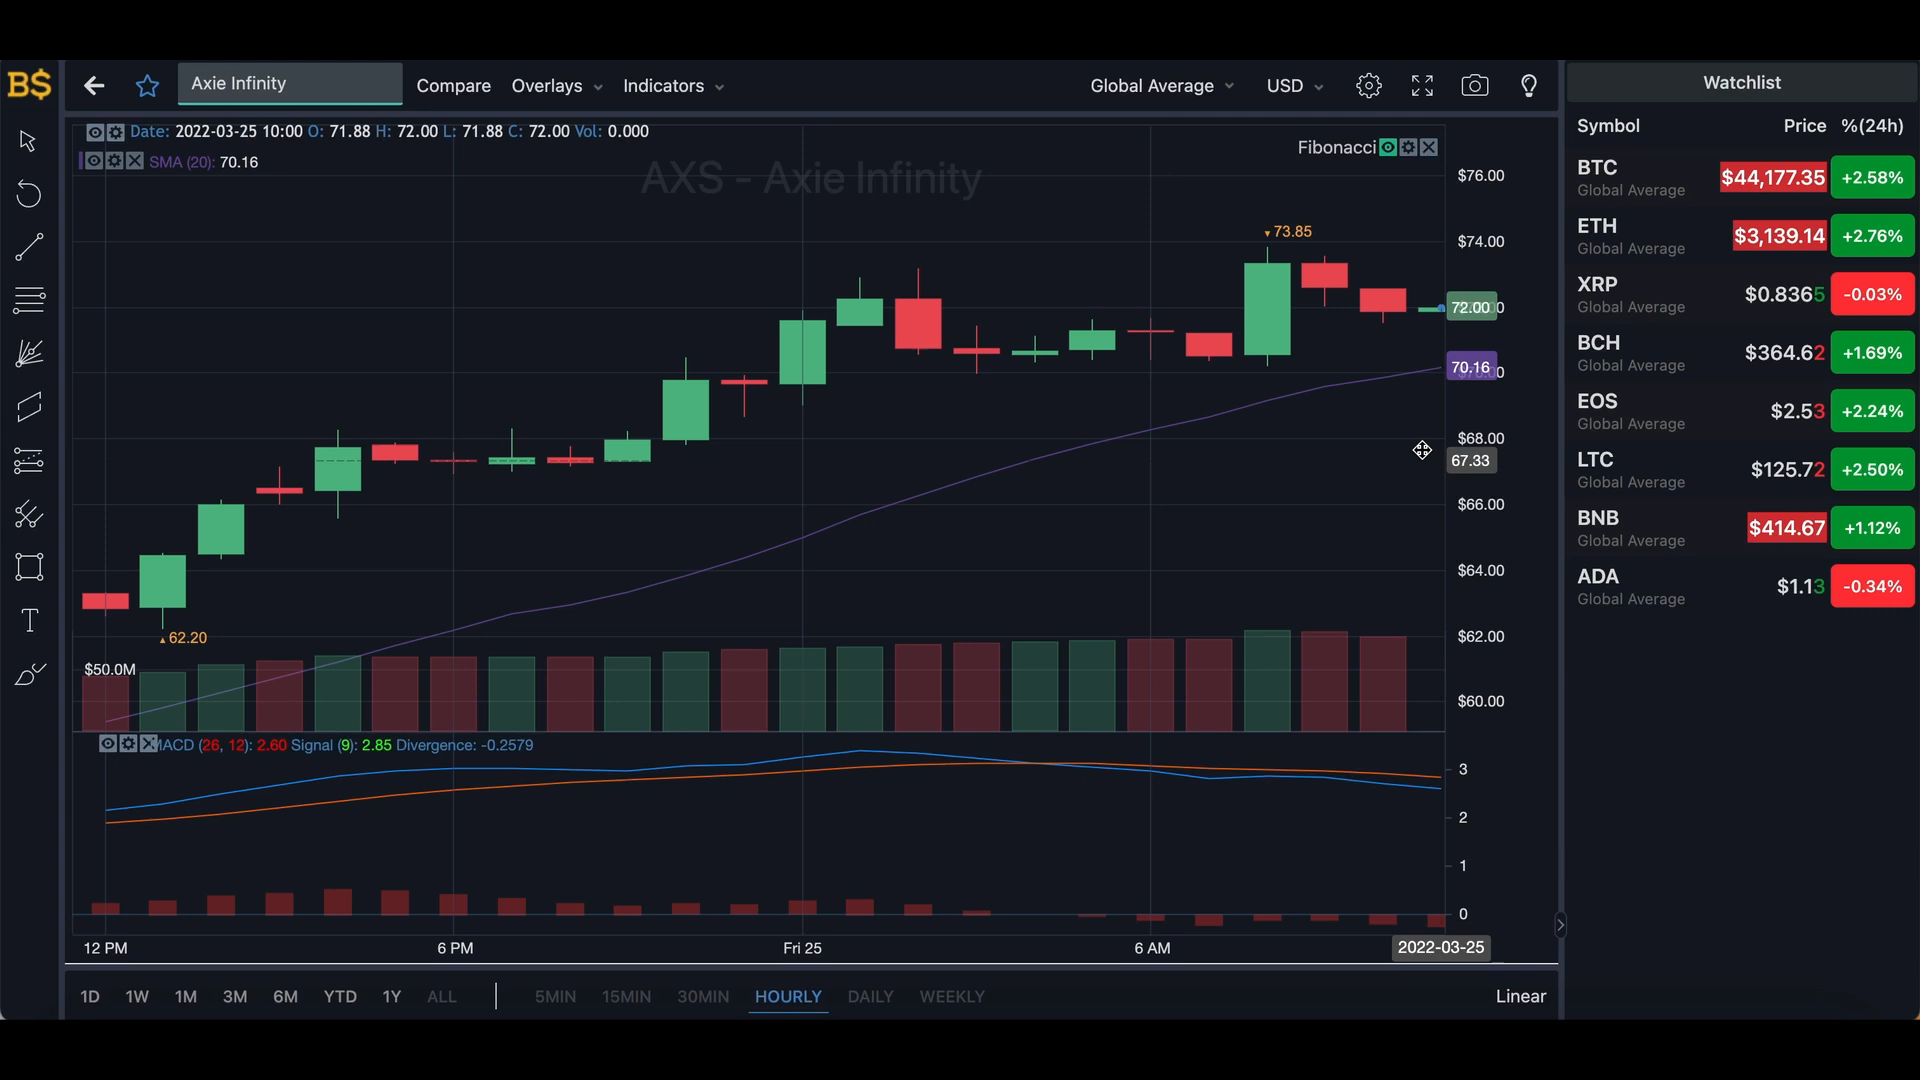 B$
Axie Infinity
Compare
Overlays
Indicators
Global Average
USD
Date: 2022-03-25 10:00 O: 71.88 H: 72.00 L: 71.88 C: 72.00 Vol: 0.000
SMA (20): 70.16
AXS - Axie Infinity
Fibonacci
$76.00
73.85
$74.00
72.00
70.16
$68.00
67.33
$66.00
$64.00
62.20
$62.00
$50.0M
$60.00
MACD (26, 12): 2.60 Signal (9): 2.85 Divergence: -0.2579
3
2
1
0
12 PM
6 PM
Fri 25
6 AM
2022-03-25
1D 1W 1M 3M 6M YTD 1Y ALL
5MIN 15MIN 30MIN HOURLY DAILY WEEKLY
Linear
Watchlist
Symbol Price %(24h)
BTC $44,177.35 +2.58%
Global Average
ETH $3,139.14 +2.76%
Global Average
XRP $0.8365 -0.03%
Global Average
BCH $364.62 +1.69%
Global Average
EOS $2.53 +2.24%
Global Average
LTC $125.72 +2.50%
Global Average
BNB $414.67 +1.12%
Global Average
ADA $1.13 -0.34%
Global Average